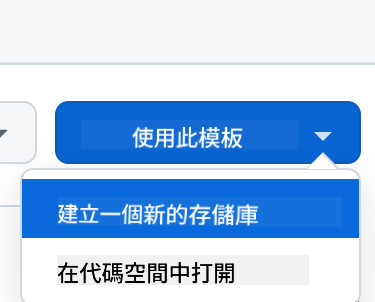 使用此模板
建立一個新的存儲庫
在代碼空間中打開